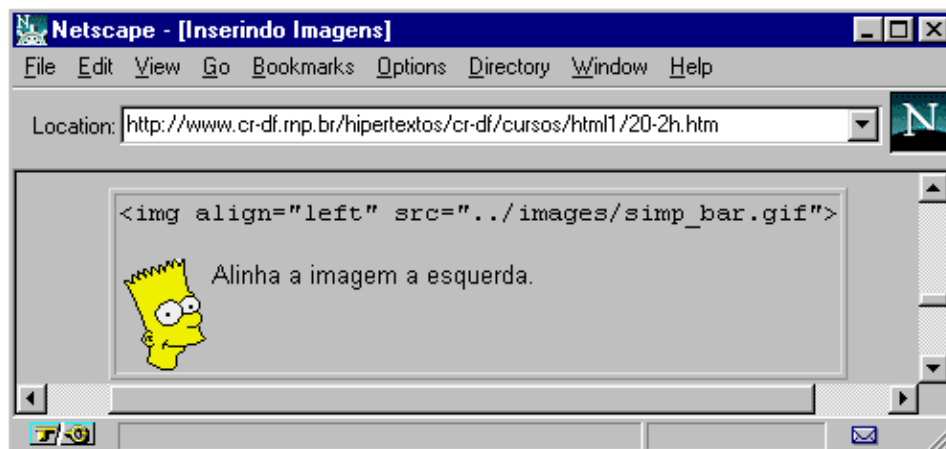 Netscape - [Inserindo Imagens]
File Edit View Go Bookmarks Options Directory Window Help
Location: http://www.cr-df.rnp.br/hipertextos/cr-df/cursos/html1/20-2h.htm
N
<img align="left" src="../images/simp_bar.gif">
Alinha a imagem a esquerda.